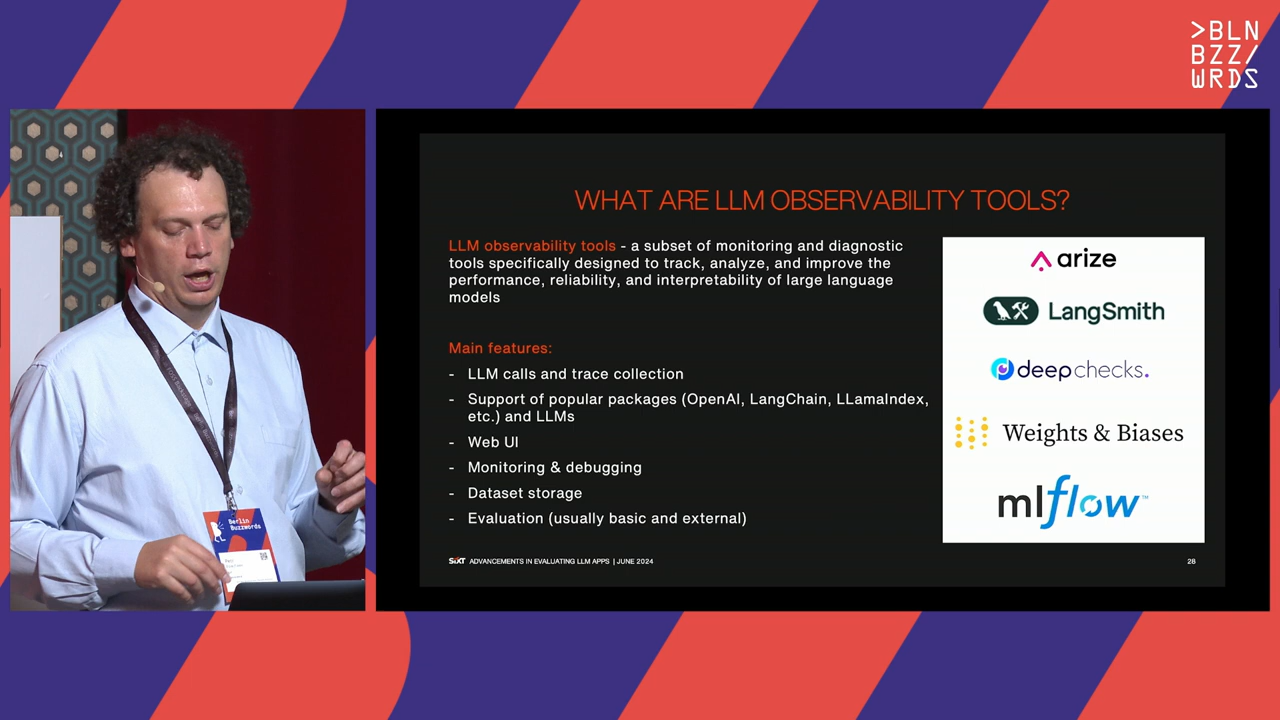 >BLN
BZZ/
WRDS
WHAT ARE LLM OBSERVABILITY TOOLS?
LLM observability tools - a subset of monitoring and diagnostic
tools specifically designed to track, analyze, and improve the
performance, reliability, and interpretability of large language
models
Main features:
- LLM calls and trace collection
- Support of popular packages (OpenAI, LangChain, LLamaIndex,
etc.) and LLMs
- Web UI
- Monitoring & debugging
- Dataset storage
- Evaluation (usually basic and external)
arize
LangSmith
deepchecks.
Weights & Biases
mlflow™
SiXT ADVANCEMENTS IN EVALUATING LLM APPS | JUNE 2024
28
Berlin
Buzzwords